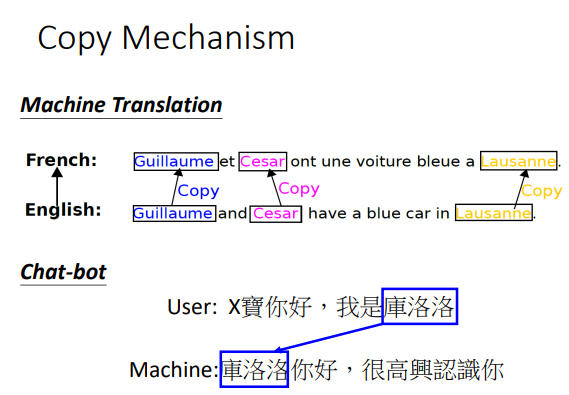 Copy Mechanism
Machine Translation
French: Guillaume et Cesar ont une voiture bleue a Lausanne.
Copy Copy Copy
English: Guillaume and Cesar have a blue car in Lausanne.
Chat-bot
User: X寶你好，我是庫洛洛
Machine:庫洛洛你好，很高興認識你